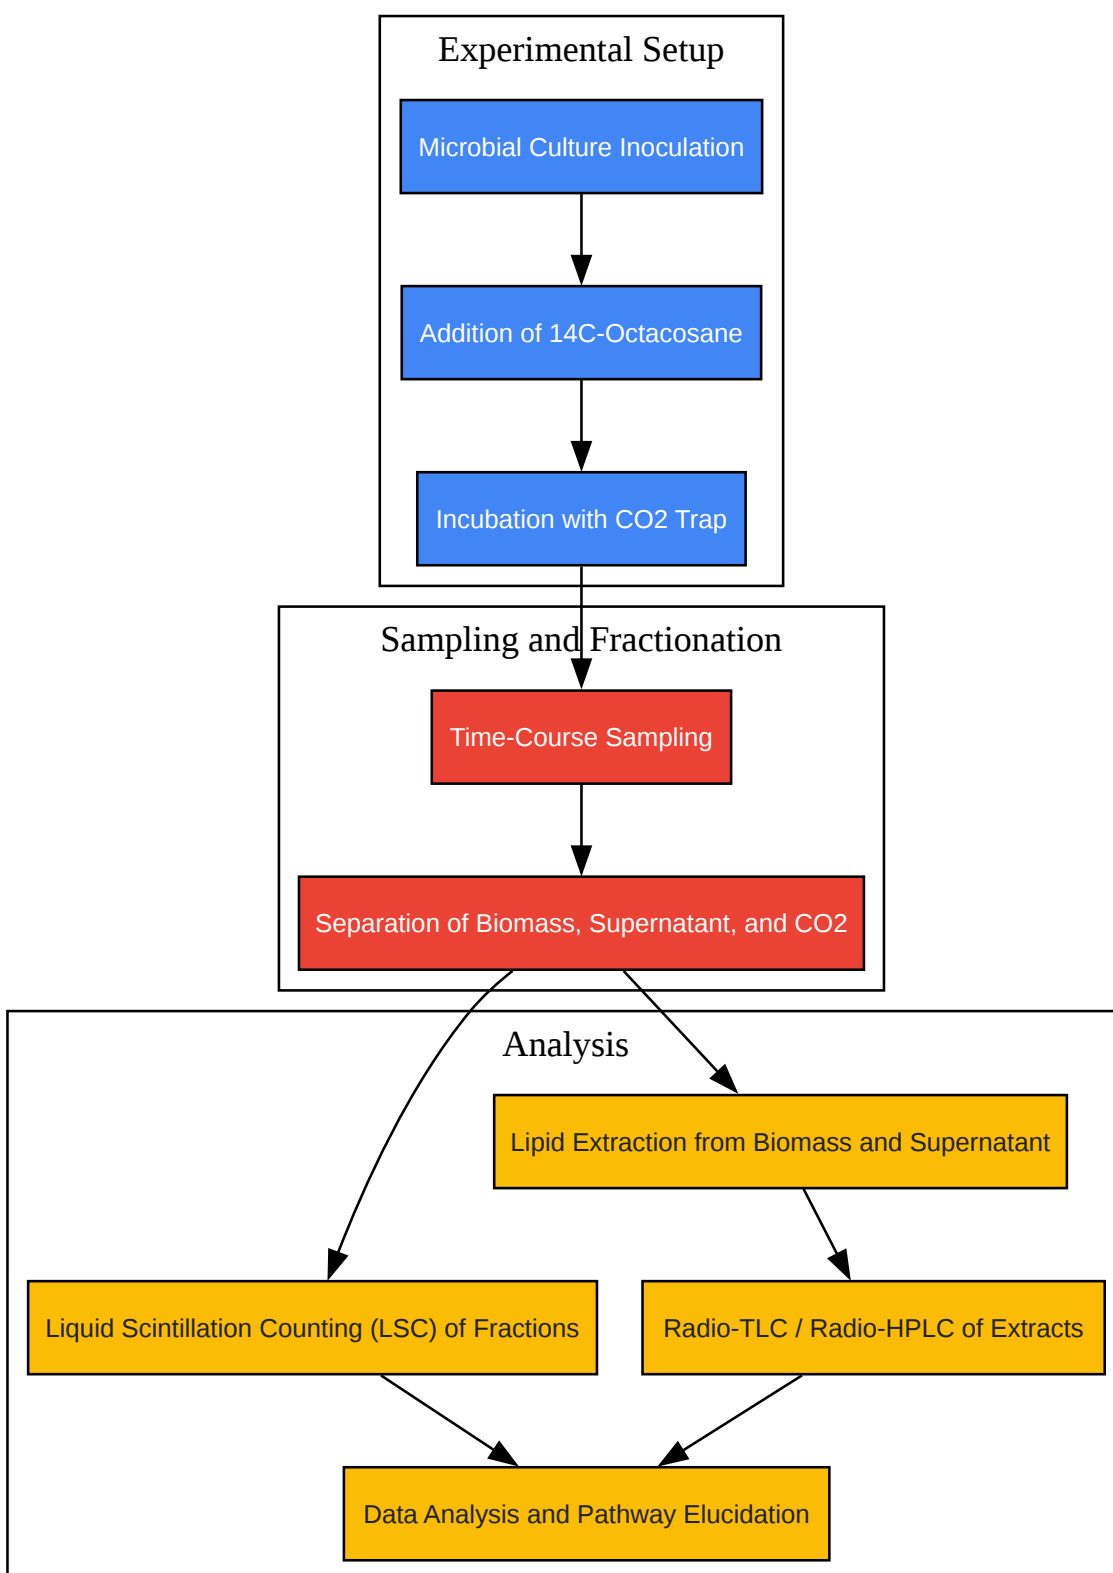 Experimental Setup
Microbial Culture Inoculation
Addition of 14C-Octacosane
Incubation with CO2 Trap
Sampling and Fractionation
Time-Course Sampling
Separation of Biomass, Supernatant, and CO2
Analysis
Lipid Extraction from Biomass and Supernatant
Liquid Scintillation Counting (LSC) of Fractions
Radio-TLC / Radio-HPLC of Extracts
Data Analysis and Pathway Elucidation